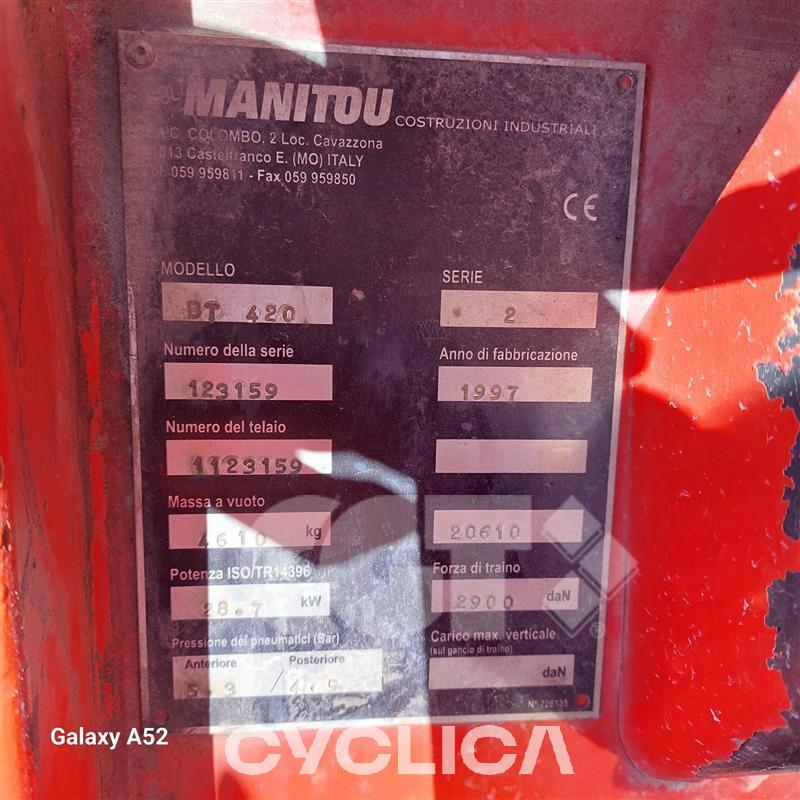 MANITOU COSTRUZIONI INDUSTRIALI
C. COLOMBO, 2 Loc. Cavazzona
Castelfranco E. (MO) ITALY
059 959811 - Fax 059 959850
CE
MODELLO
BT 420
SERIE
2
Numero della serie
123159
Anno di fabbricazione
1997
Numero del telaio
1123159
Massa a vuoto
4610 kg
20610
Potenza ISO/TR14396
28.7 kW
Forza di traino
2900 daN
Pressione dei pneumatici (Bar)
Anteriore Posteriore
5.3 / 4.5
Carico max. verticale
(sul gancio di traino)
daN
N° 726135
Galaxy A52
CYCLICA